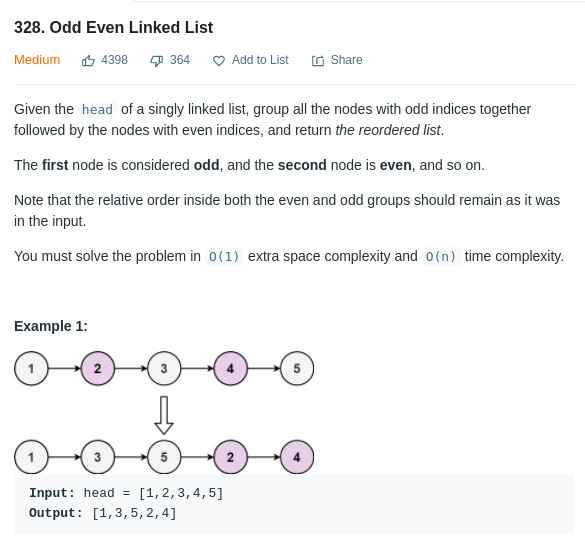 328. Odd Even Linked List
Medium 4398 364 Add to List Share
Given the head of a singly linked list, group all the nodes with odd indices together
followed by the nodes with even indices, and return the reordered list.
The first node is considered odd, and the second node is even, and so on.
Note that the relative order inside both the even and odd groups should remain as it was
in the input.
You must solve the problem in O(1) extra space complexity and O(n) time complexity.
Example 1:
1 2 3 4 5
1 3 5 2 4
Input: head = [1,2,3,4,5]
Output: [1,3,5,2,4]